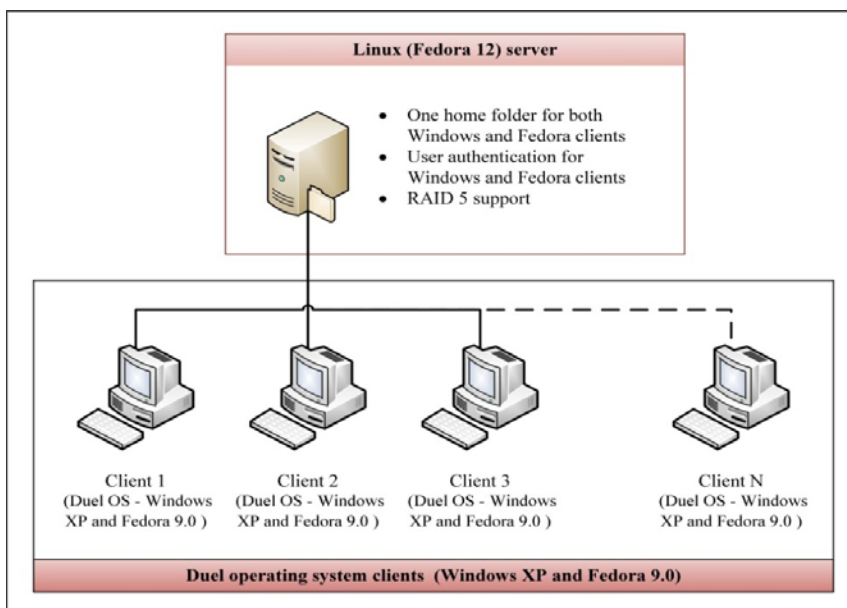 Linux (Fedora 12) server
• One home folder for both
Windows and Fedora clients
• User authentication for
Windows and Fedora clients
• RAID 5 support
Client 1
(Duel OS - Windows
XP and Fedora 9.0 )
Client 2
(Duel OS - Windows
XP and Fedora 9.0 )
Client 3
(Duel OS - Windows
XP and Fedora 9.0 )
Client N
(Duel OS - Windows
XP and Fedora 9.0 )
Duel operating system clients (Windows XP and Fedora 9.0)